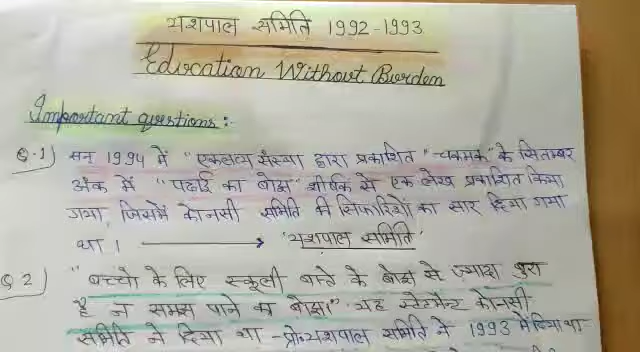 यशपाल समिति 1992-1993
Education Without Burden
Important questions:-
Q.1) सन् 1994 में "एकलव्य संस्था द्वारा प्रकाशित "चकमक" के सितम्बर
अंक में "पढाई का बोझ" शीर्षक से एक लेख प्रकाशित किया
गया, जिसमें कोनसी समिति की सिफारिशों का सार दिया गया
था। → 'यशपाल समिति'
Q 2) "बच्चो के लिए स्कूली बस्ते के बोझ से ज्यादा बुरा
है न समझ पाने का बोझ।" यह स्टेटमेंट कोनसी
समिति ने दिया था - प्रो०यशपाल समिति ने 1993 में दिया था